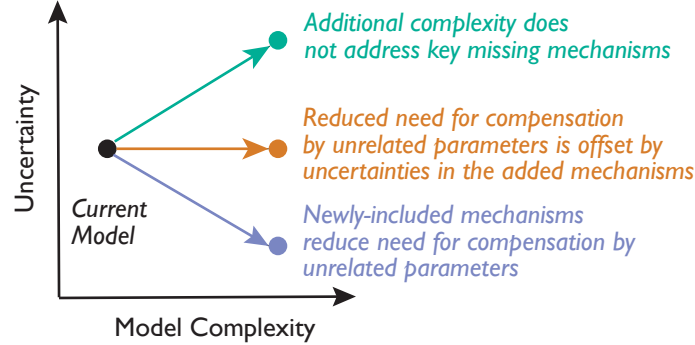 Additional complexity does
not address key missing mechanisms
Uncertainty
Reduced need for compensation
by unrelated parameters is offset by
uncertainties in the added mechanisms
Current
Model
Newly-included mechanisms
reduce need for compensation by
unrelated parameters
Model Complexity